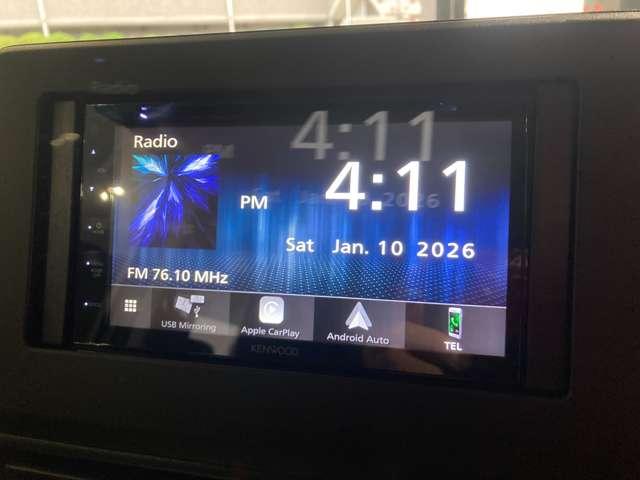 Radio
PM
4:11
Sat Jan. 10 2026
FM 76.10 MHz
USB Mirroring
Apple CarPlay
Android Auto
TEL
KENWOOD